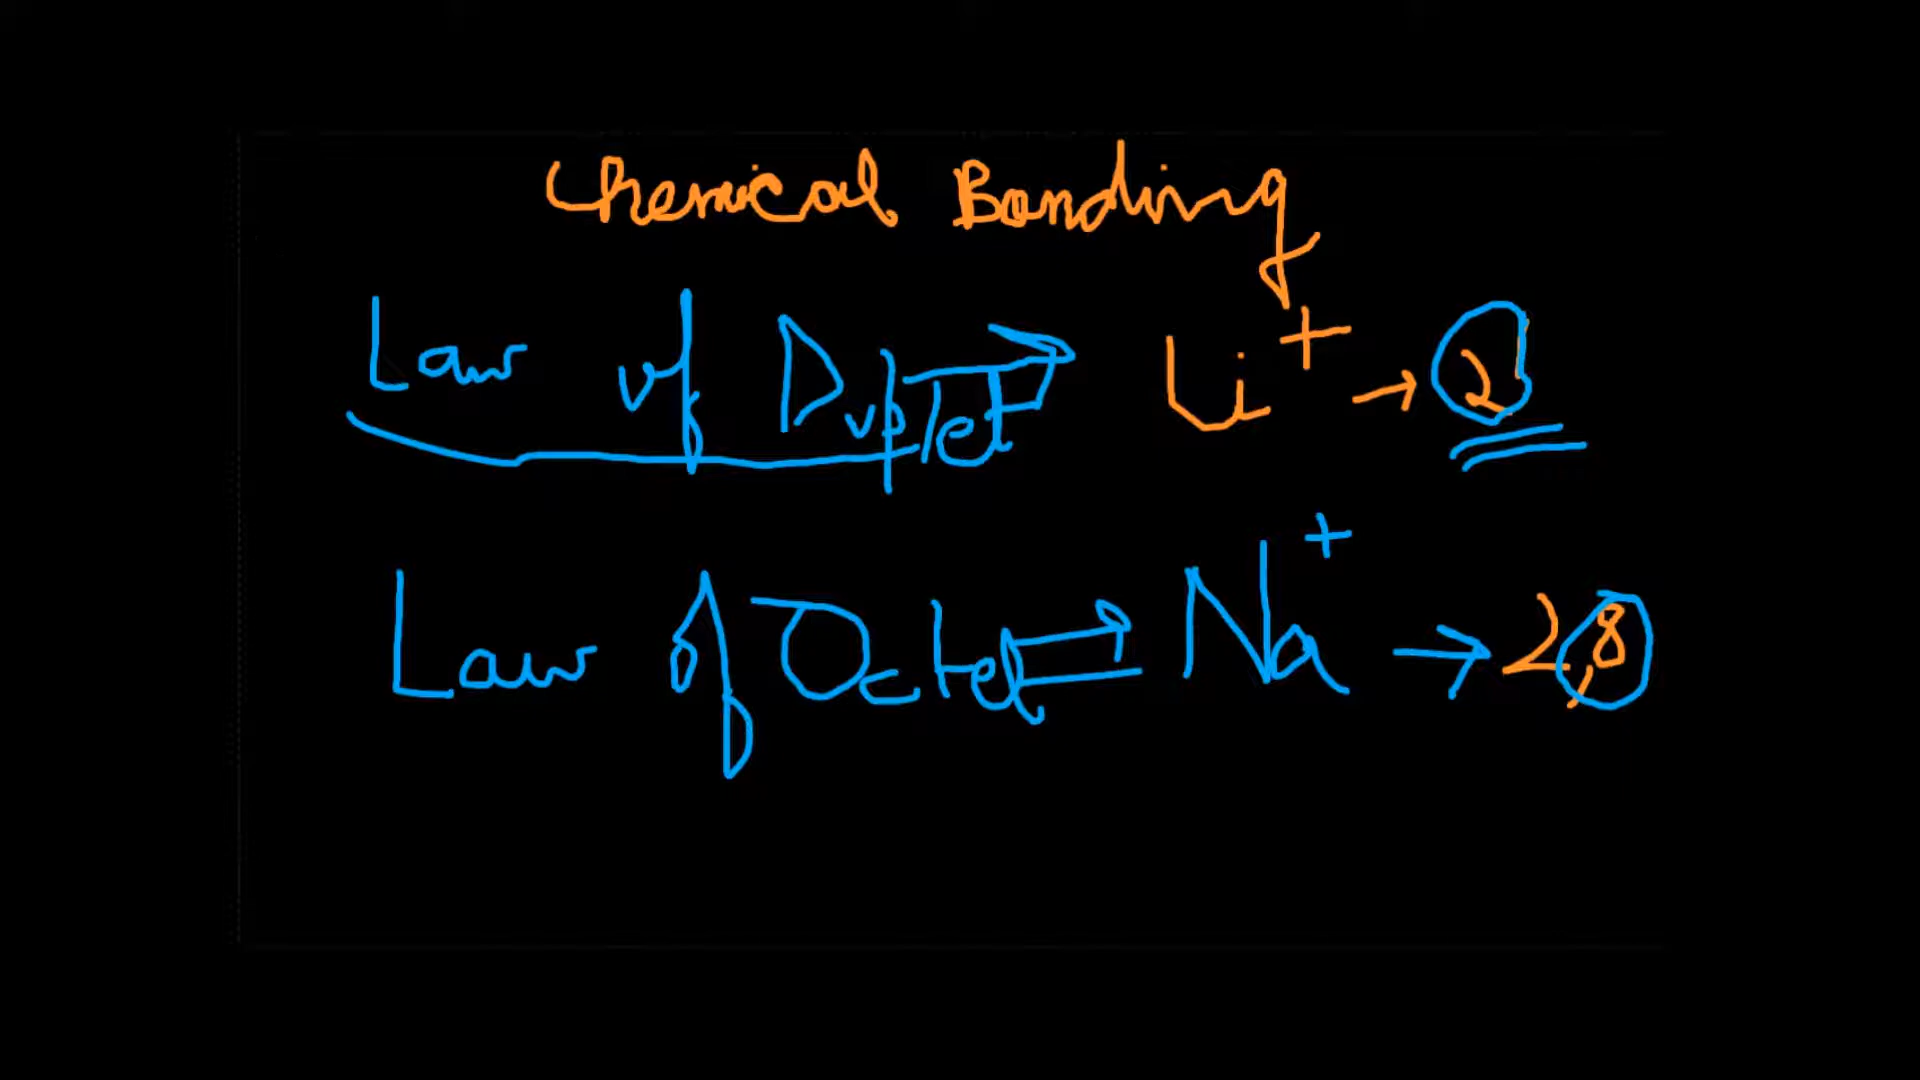 Chemical Bonding
Law of Duplet → Li⁺ → 2
Law of Octet → Na⁺ → 2,8